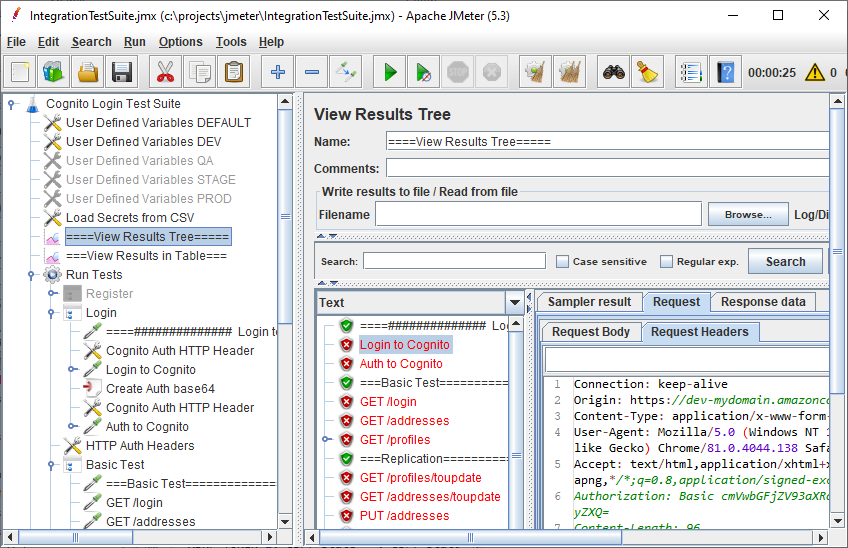 IntegrationTestSuite.jmx (c:\projects\jmeter\IntegrationTestSuite.jmx) - Apache JMeter (5.3)
File Edit Search Run Options Tools Help
00:00:25 0
Cognito Login Test Suite
User Defined Variables DEFAULT
User Defined Variables DEV
User Defined Variables QA
User Defined Variables STAGE
User Defined Variables PROD
Load Secrets from CSV
====View Results Tree=====
===View Results in Table===
Run Tests
Register
Login
====############## Login t
Cognito Auth HTTP Header
Login to Cognito
Create Auth base64
Cognito Auth HTTP Header
Auth to Cognito
HTTP Auth Headers
Basic Test
===Basic Test=============
GET /login
GET /addresses
View Results Tree
Name: ====View Results Tree=====
Comments:
Write results to file / Read from file
Filename Browse... Log/Di
Search: Case sensitive Regular exp. Search
Text
====############## Lo
Login to Cognito
Auth to Cognito
===Basic Test==========
GET /login
GET /addresses
GET /profiles
===Replication=========
GET /profiles/toupdate
GET /addresses/toupdate
PUT /addresses
Sampler result Request Response data
Request Body Request Headers
1 Connection: keep-alive
2 Origin: https://dev-mydomain.amazonco
3 Content-Type: application/x-www-form-
4 User-Agent: Mozilla/5.0 (Windows NT 1
like Gecko) Chrome/81.0.4044.138 Safa
5 Accept: text/html,application/xhtml+x
apng,*/*;q=0.8,application/signed-exc
6 Authorization: Basic cmVwbGFjZV93aXRo
yZXQ=
7 Content-Length: 96